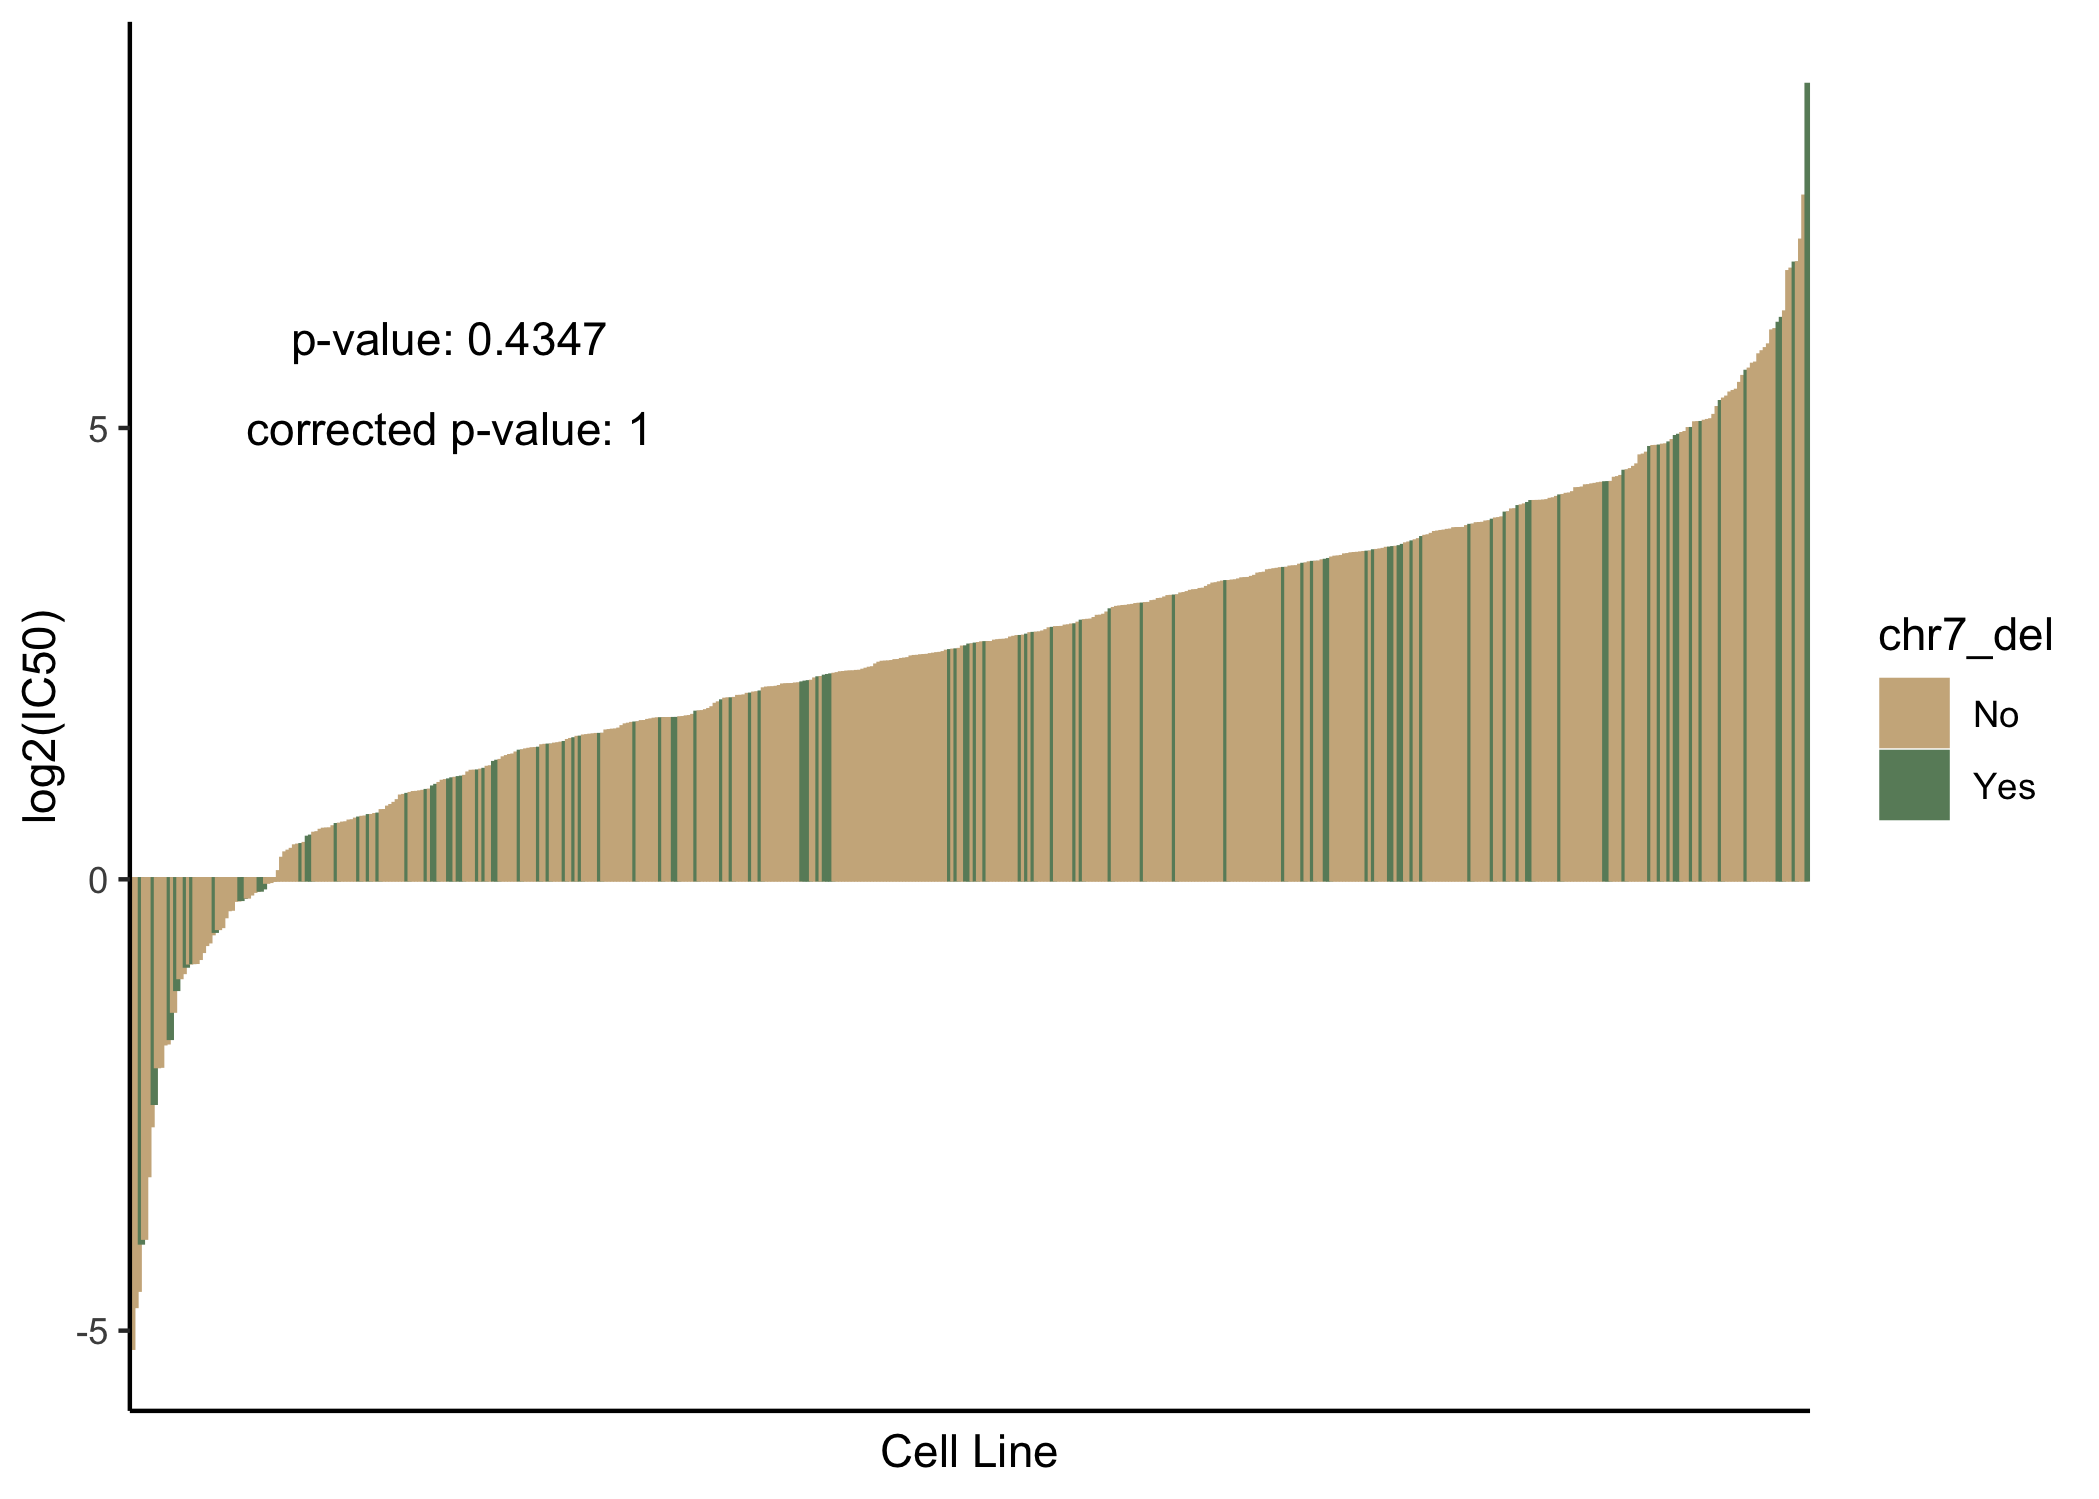 p-value: 0.4347
corrected p-value: 1
5
0
-5
log2(IC50)
Cell Line
chr7_del
No
Yes